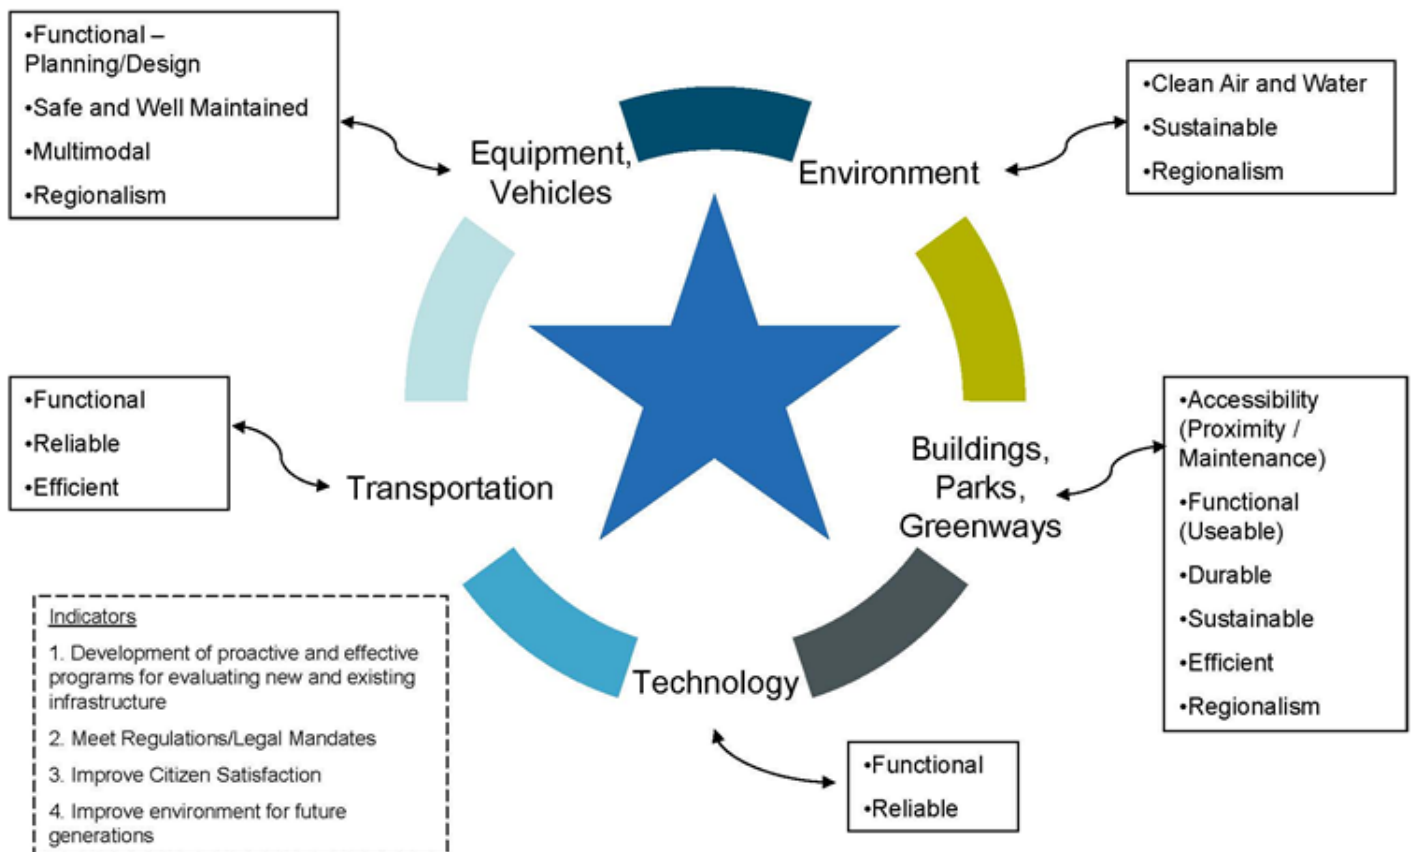 •Functional –
Planning/Design
•Safe and Well Maintained
•Multimodal
•Regionalism
Equipment,
Vehicles
Environment
•Clean Air and Water
•Sustainable
•Regionalism
•Functional
•Reliable
•Efficient
Transportation
Buildings,
Parks,
Greenways
•Accessibility
(Proximity /
Maintenance)
•Functional
(Useable)
•Durable
•Sustainable
•Efficient
•Regionalism
Technology
•Functional
•Reliable
Indicators
1. Development of proactive and effective
programs for evaluating new and existing
infrastructure
2. Meet Regulations/Legal Mandates
3. Improve Citizen Satisfaction
4. Improve environment for future
generations